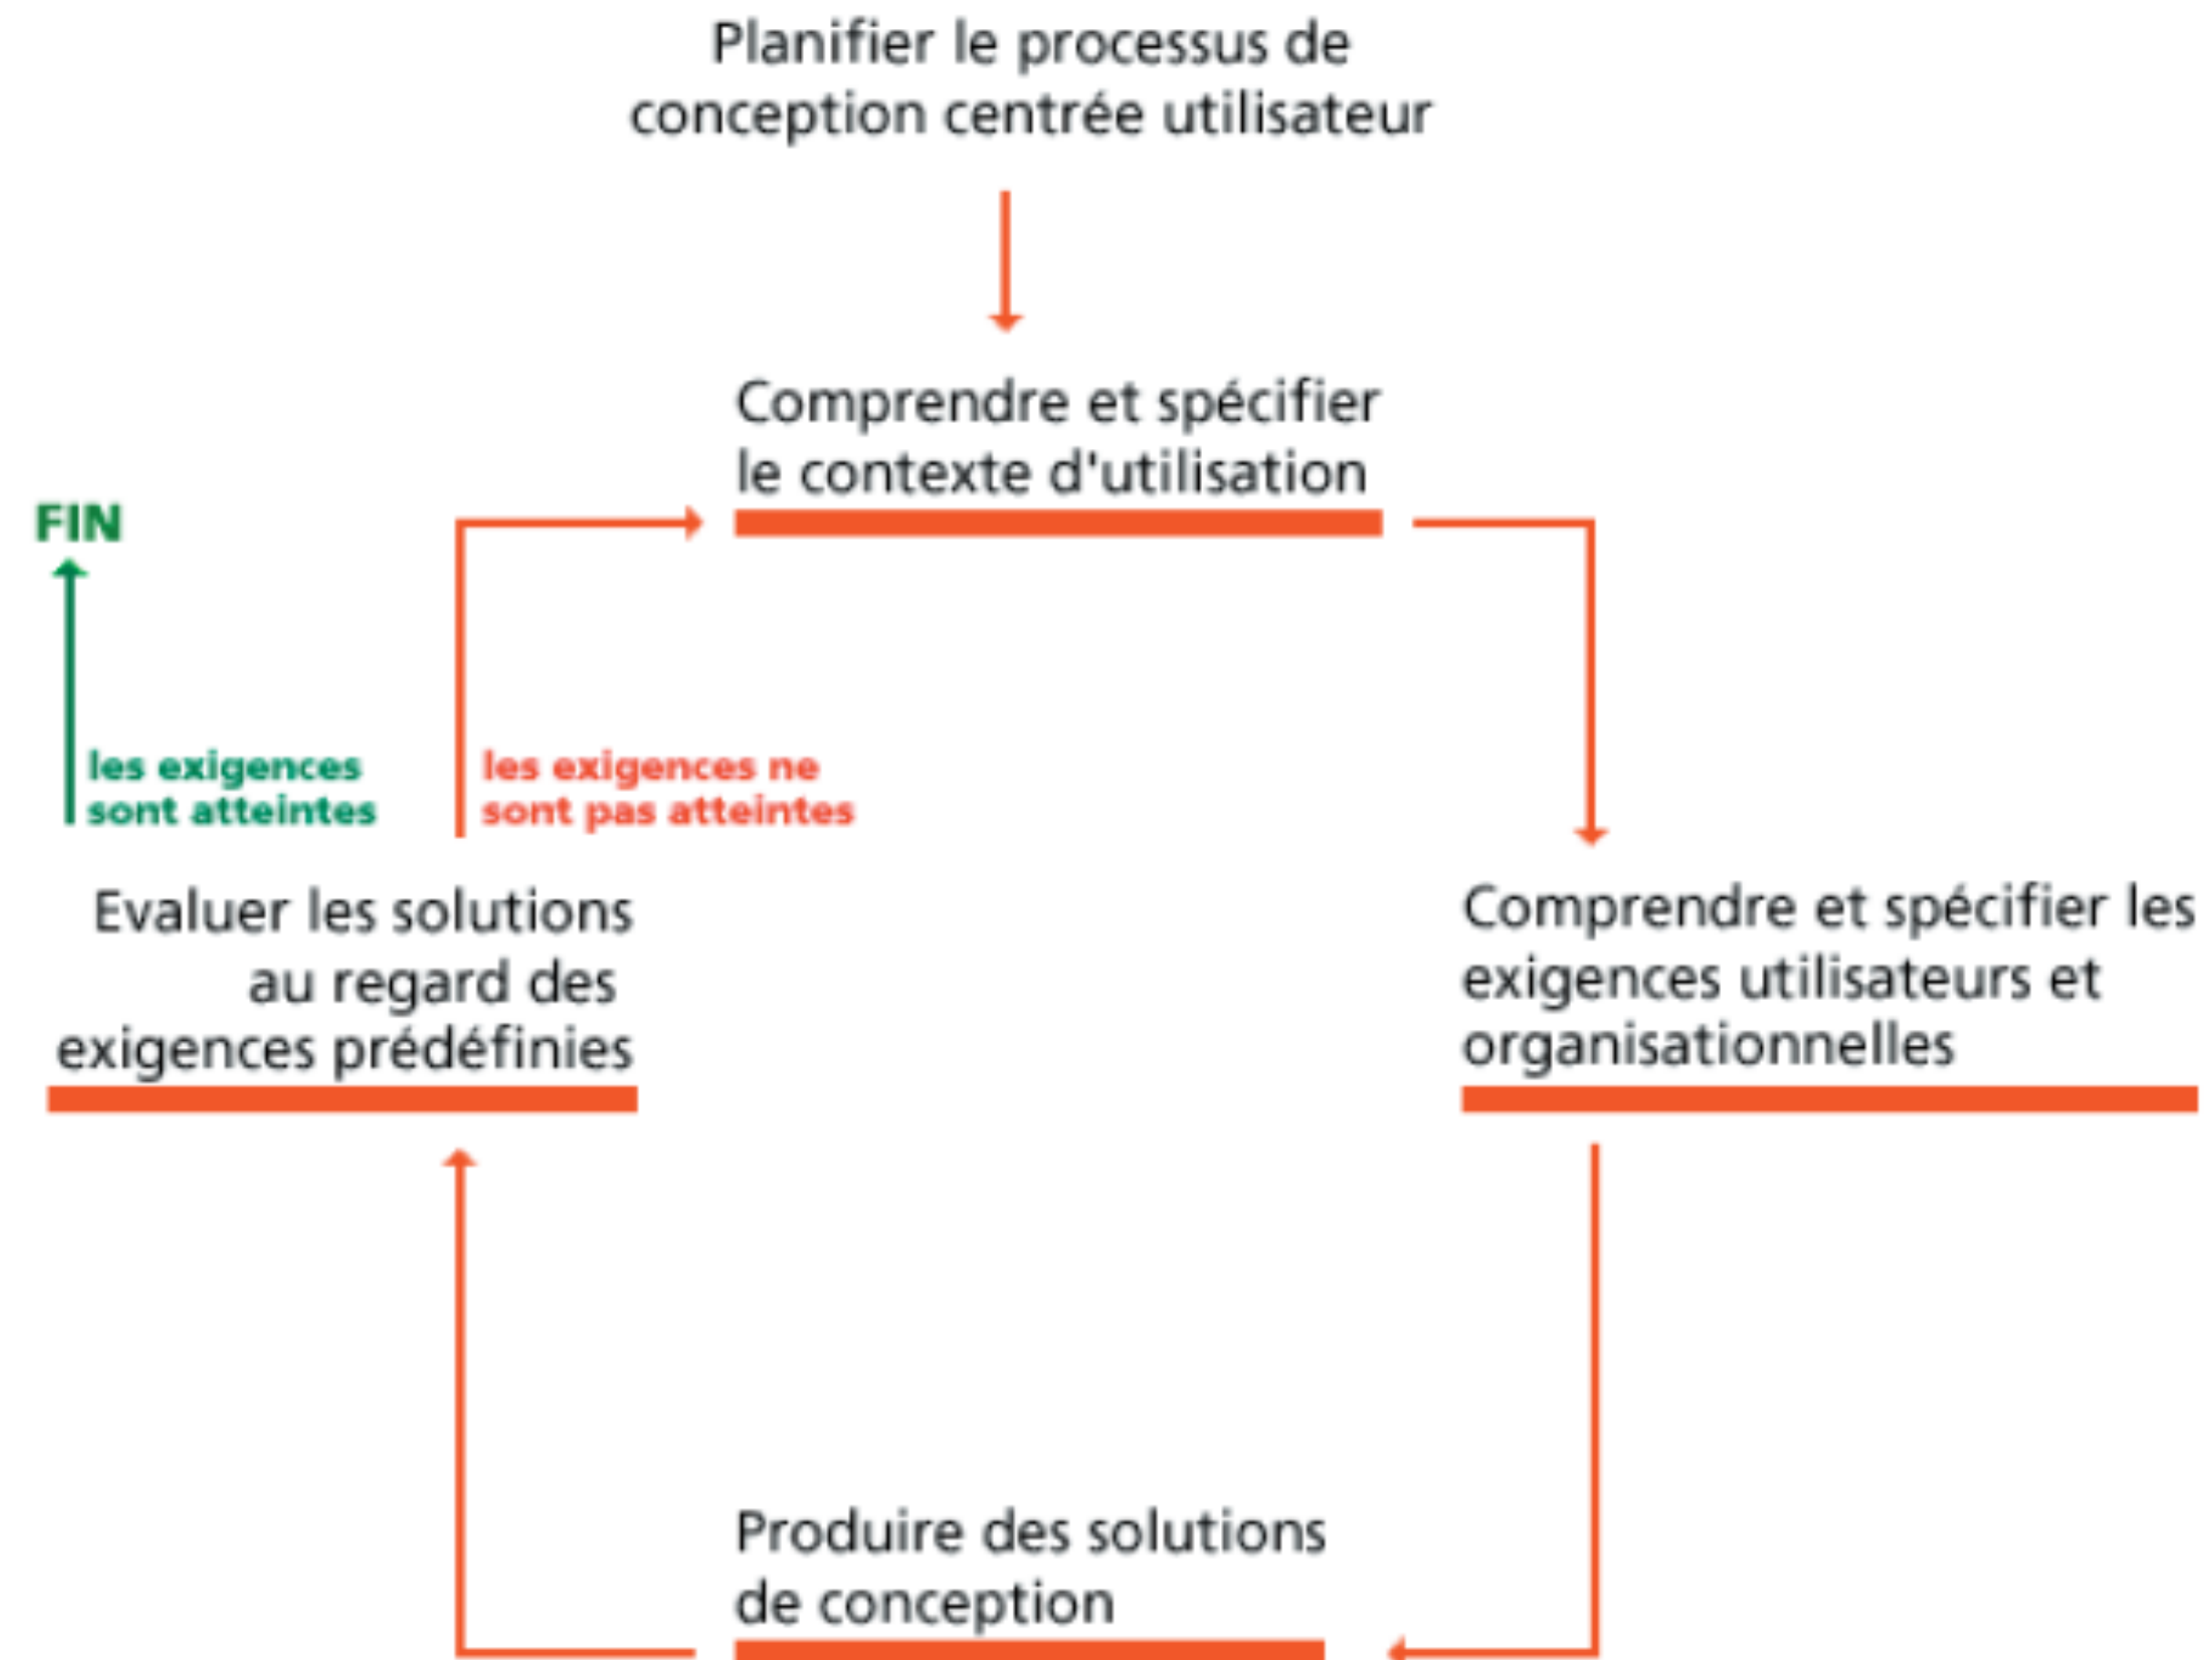 Planifier le processus de
conception centrée utilisateur
Comprendre et spécifier
le contexte d'utilisation
FIN
les exigences
sont atteintes
les exigences ne
sont pas atteintes
Evaluer les solutions
au regard des
exigences prédéfinies
Comprendre et spécifier les
exigences utilisateurs et
organisationnelles
Produire des solutions
de conception